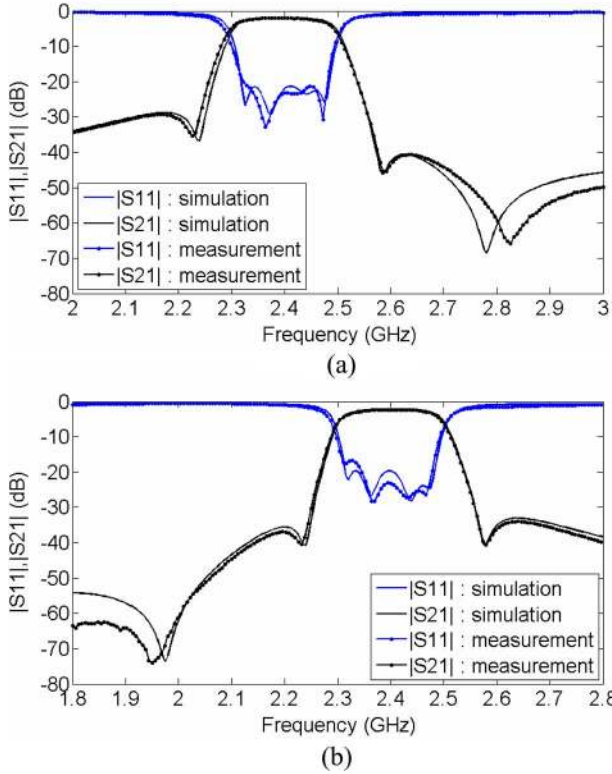 0
-10
-20
-30
-40
-50
-60
-70
-80
|S11|,|S21| (dB)
|S11| : simulation
|S21| : simulation
|S11| : measurement
|S21| : measurement
2 2.1 2.2 2.3 2.4 2.5 2.6 2.7 2.8 2.9 3
Frequency (GHz)
(a)
0
-10
-20
-30
-40
-50
-60
-70
-80
|S11|,|S21| (dB)
|S11| : simulation
|S21| : simulation
|S11| : measurement
|S21| : measurement
1.8 1.9 2 2.1 2.2 2.3 2.4 2.5 2.6 2.7 2.8
Frequency (GHz)
(b)